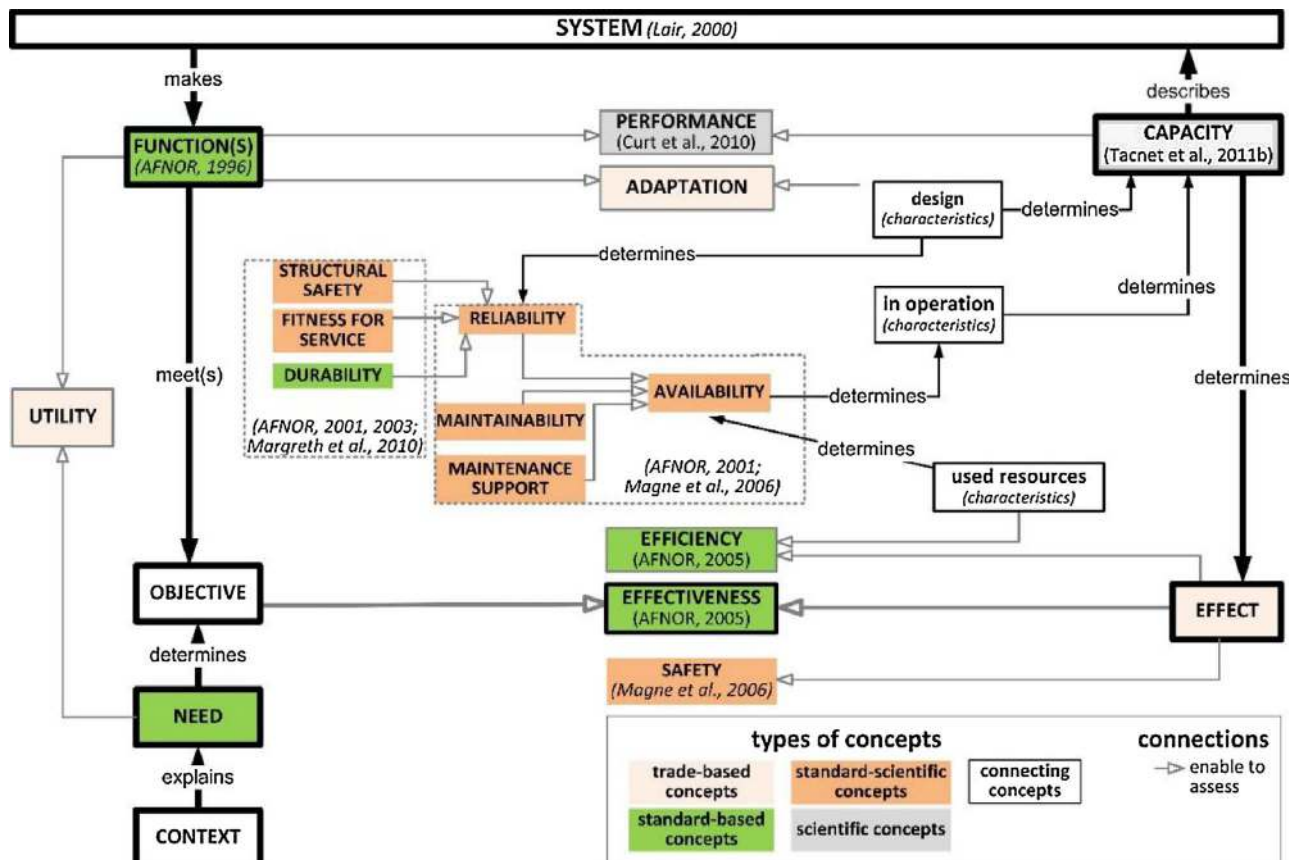 SYSTEM (Lair, 2000)
makes
describes
FUNCTION(S)
(AFNOR, 1996)
PERFORMANCE
(Curt et al., 2010)
CAPACITY
(Tacnet et al., 2011b)
ADAPTATION
design
(characteristics)
determines
determines
STRUCTURAL
SAFETY
FITNESS FOR
SERVICE
RELIABILITY
in operation
(characteristics)
determines
DURABILITY
meet(s)
AVAILABILITY
determines
determines
UTILITY
MAINTAINABILITY
(AFNOR, 2001, 2003;
Margreth et al., 2010)
determines
MAINTENANCE
SUPPORT
(AFNOR, 2001;
Magne et al., 2006)
used resources
(characteristics)
EFFICIENCY
(AFNOR, 2005)
OBJECTIVE
EFFECTIVENESS
(AFNOR, 2005)
EFFECT
determines
SAFETY
(Magne et al., 2006)
NEED
explains
CONTEXT
types of concepts
connections
trade-based
concepts
standard-scientific
concepts
connecting
concepts
enable to
assess
standard-based
concepts
scientific concepts